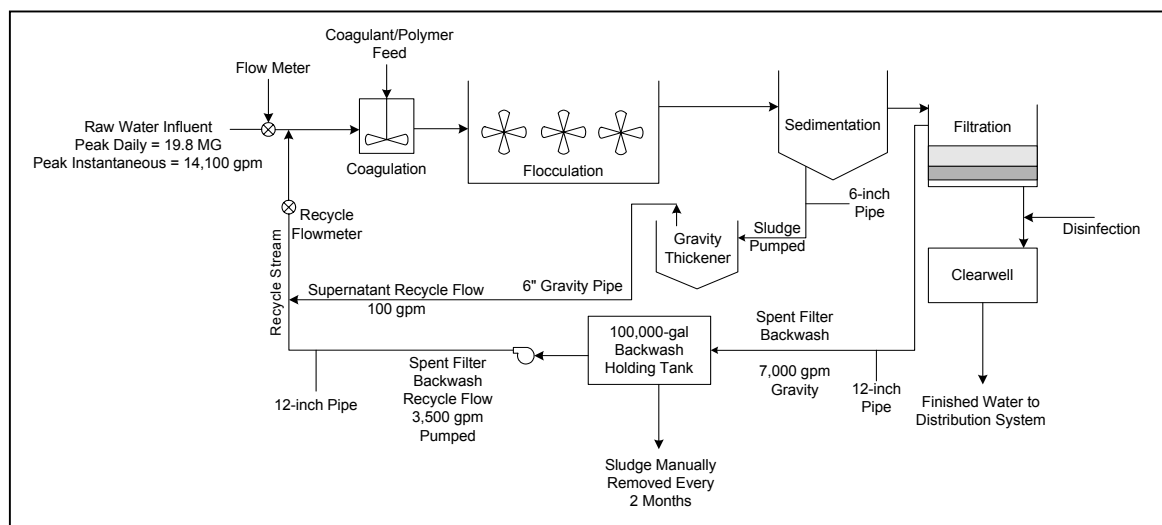 Coagulant/Polymer
Feed
Flow Meter
Raw Water Influent
Peak Daily = 19.8 MG
Peak Instantaneous = 14,100 gpm
Coagulation
Flocculation
Sedimentation
Filtration
6-inch
Pipe
Recycle
Flowmeter
Sludge
Pumped
Gravity
Thickener
Disinfection
Clearwell
Recycle Stream
Supernatant Recycle Flow
100 gpm
6" Gravity Pipe
100,000-gal
Backwash
Holding Tank
Spent Filter
Backwash
7,000 gpm
Gravity
12-inch
Pipe
12-inch Pipe
Spent Filter
Backwash
Recycle Flow
3,500 gpm
Pumped
Finished Water to
Distribution System
Sludge Manually
Removed Every
2 Months